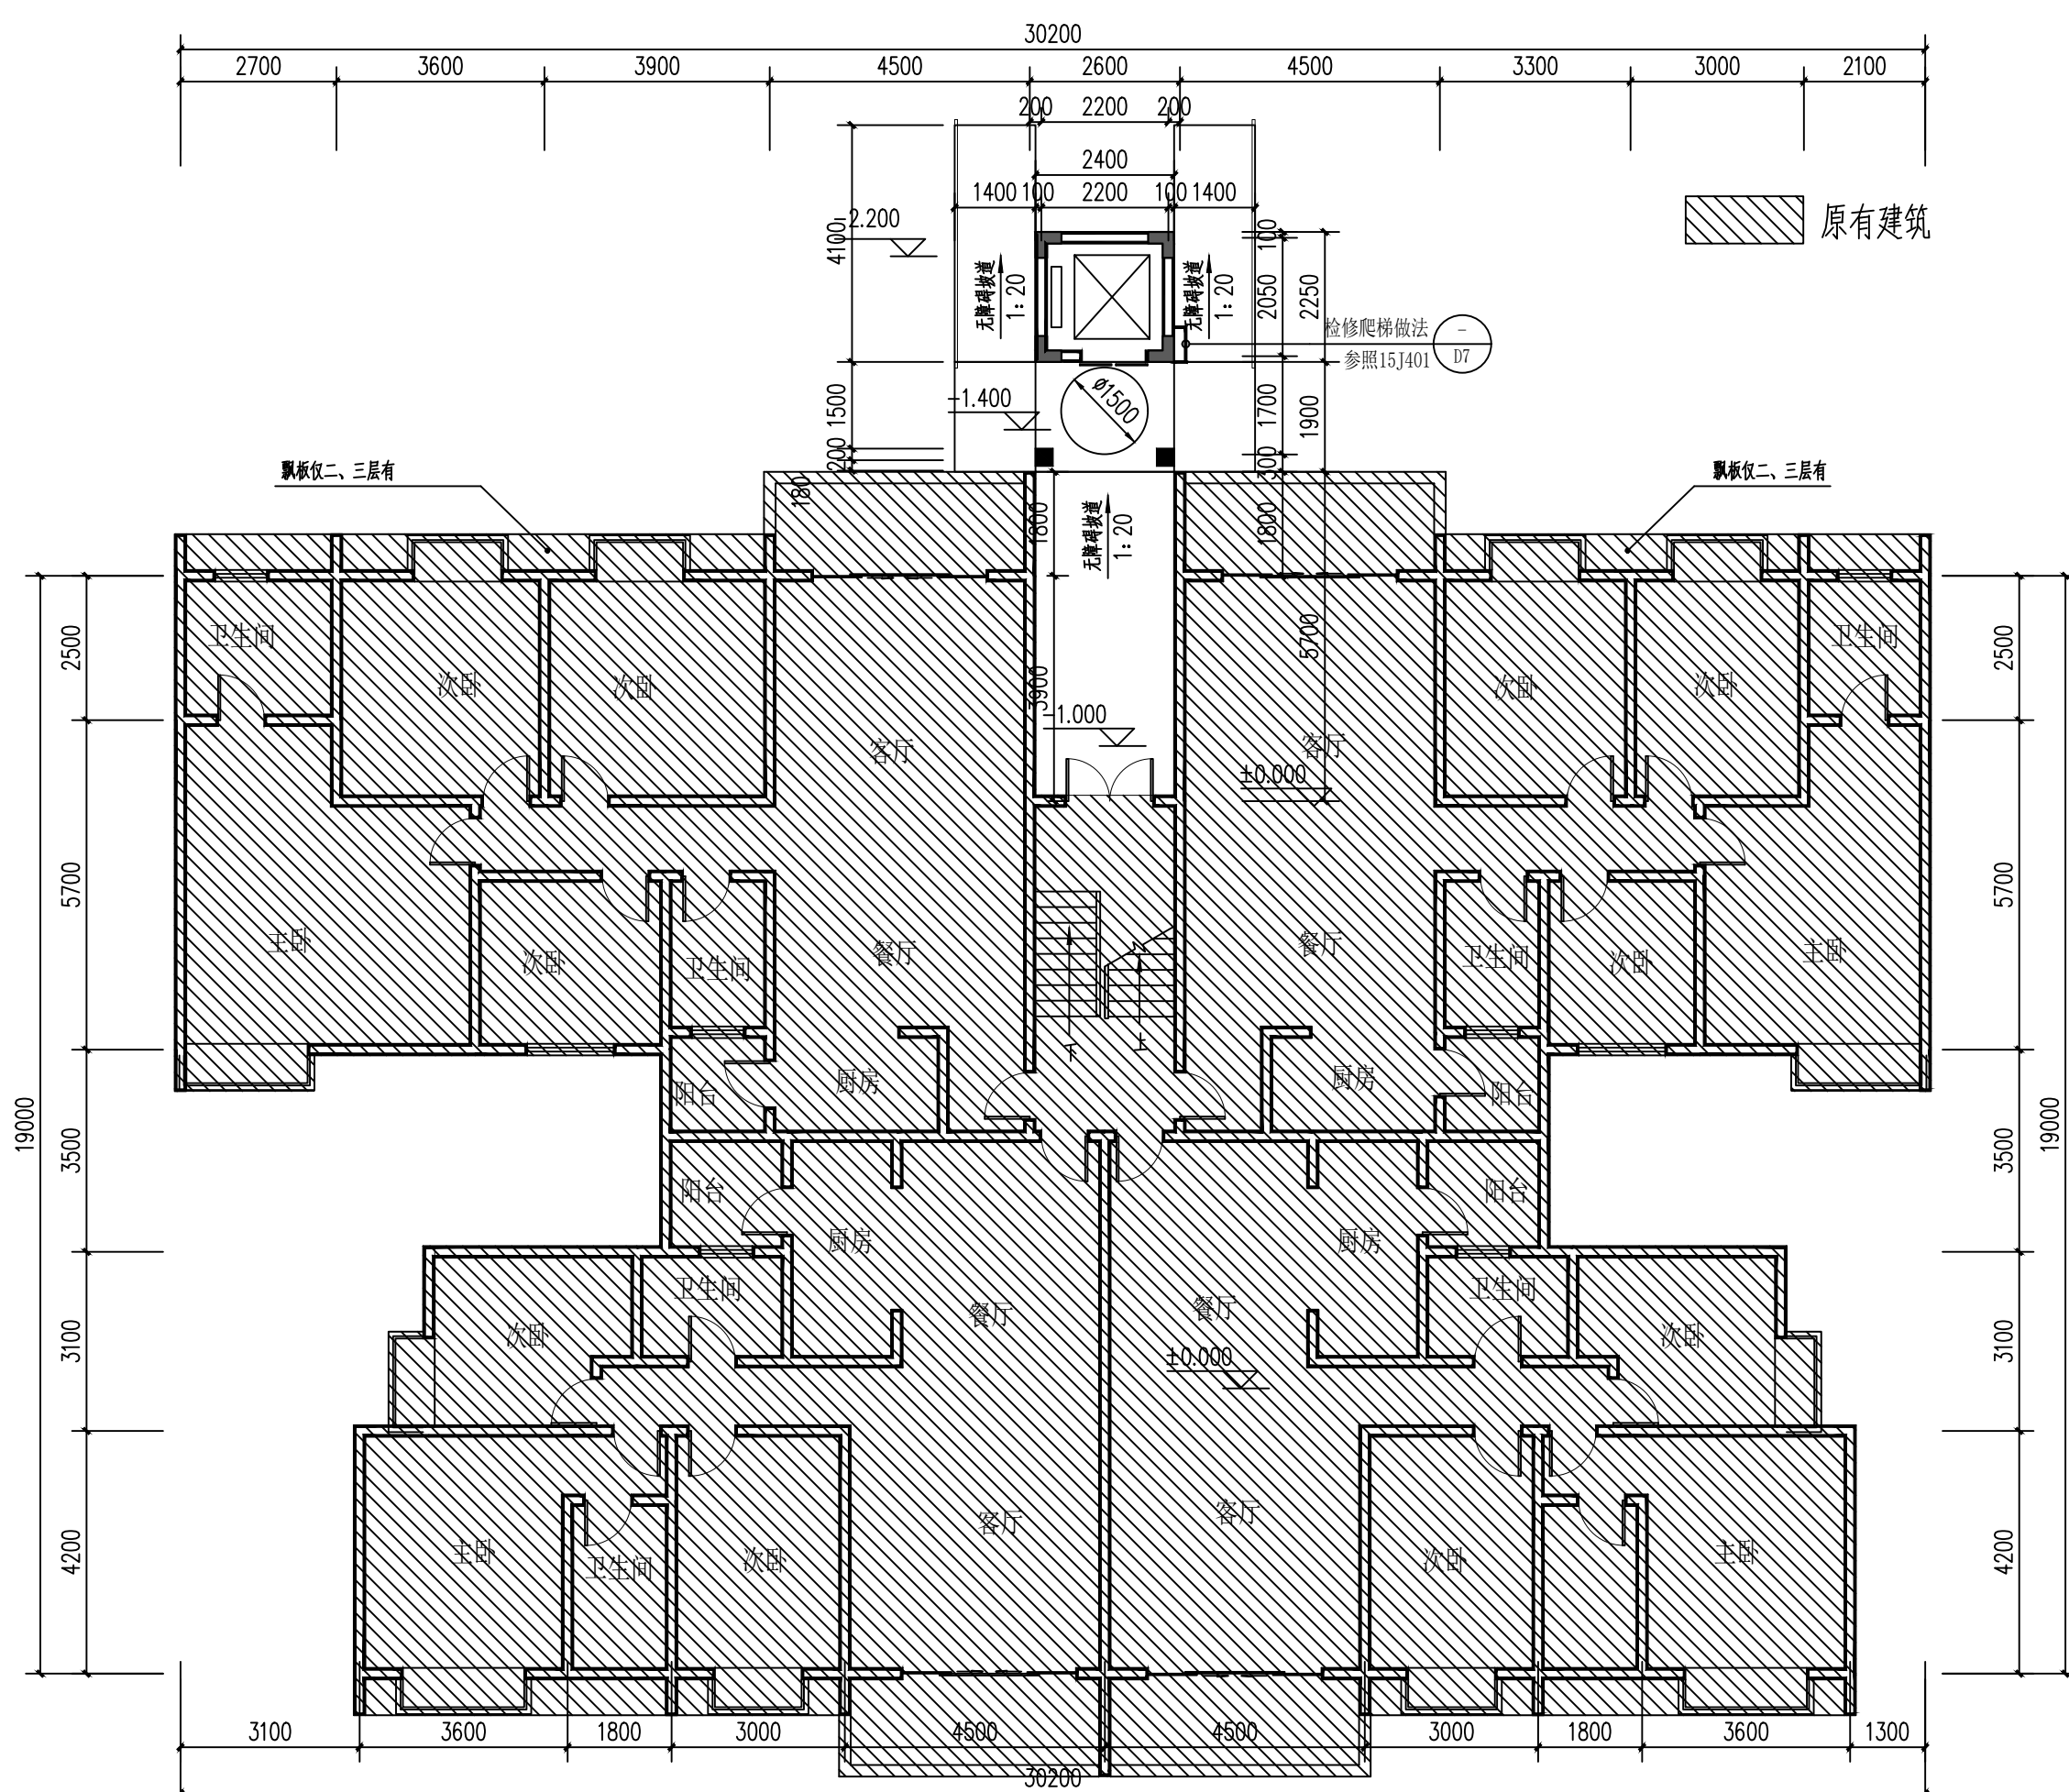 30200
2700 3600 3900 4500 2600 4500 3300 3000 2100
200 2200 200
2400
1400 100 2200 100 1400
-2.200
原有建筑
4100
100
2050
2250
无障碍坡道
1:20
无障碍坡道
1:20
检修爬梯做法
参照15J401
-
D7
ø1500
-1.400
1500
200
1700
1900
300
飘板仅二、三层有
飘板仅二、三层有
180
1800
无障碍坡道
1:20
1800
2500
卫生间
次卧
次卧
3900
5700
次卧
次卧
卫生间
2500
-1.000
客厅
客厅
±0.000
5700
主卧
次卧
卫生间
餐厅
餐厅
卫生间
次卧
主卧
5700
下
上
19000
阳台
厨房
厨房
阳台
19000
3500
3500
阳台
厨房
厨房
阳台
卫生间
卫生间
3100
次卧
餐厅
餐厅
次卧
3100
±0.000
4200
主卧
卫生间
次卧
客厅
客厅
次卧
主卧
4200
3100 3600 1800 3000 4500 4500 3000 1800 3600 1300
30200